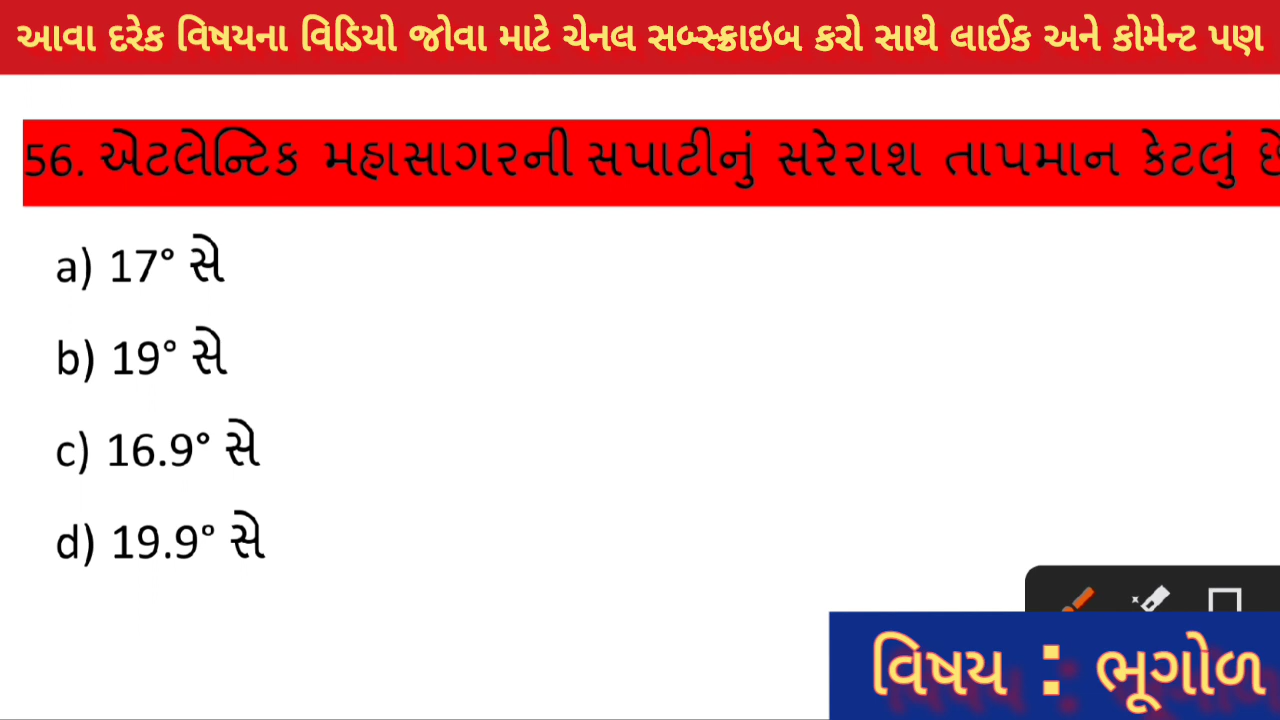 આવા દરેક વિષયના વિડિયો જોવા માટે ચેનલ સબ્સ્ક્રાઇબ કરો સાથે લાઈક અને કોમેન્ટ પણ
56. એટલેન્ટિક મહાસાગરની સપાટીનું સરેરાશ તાપમાન કેટલું છે
a) 17° સે
b) 19° સે
c) 16.9° સે
d) 19.9° સે
વિષય : ભૂગોળ